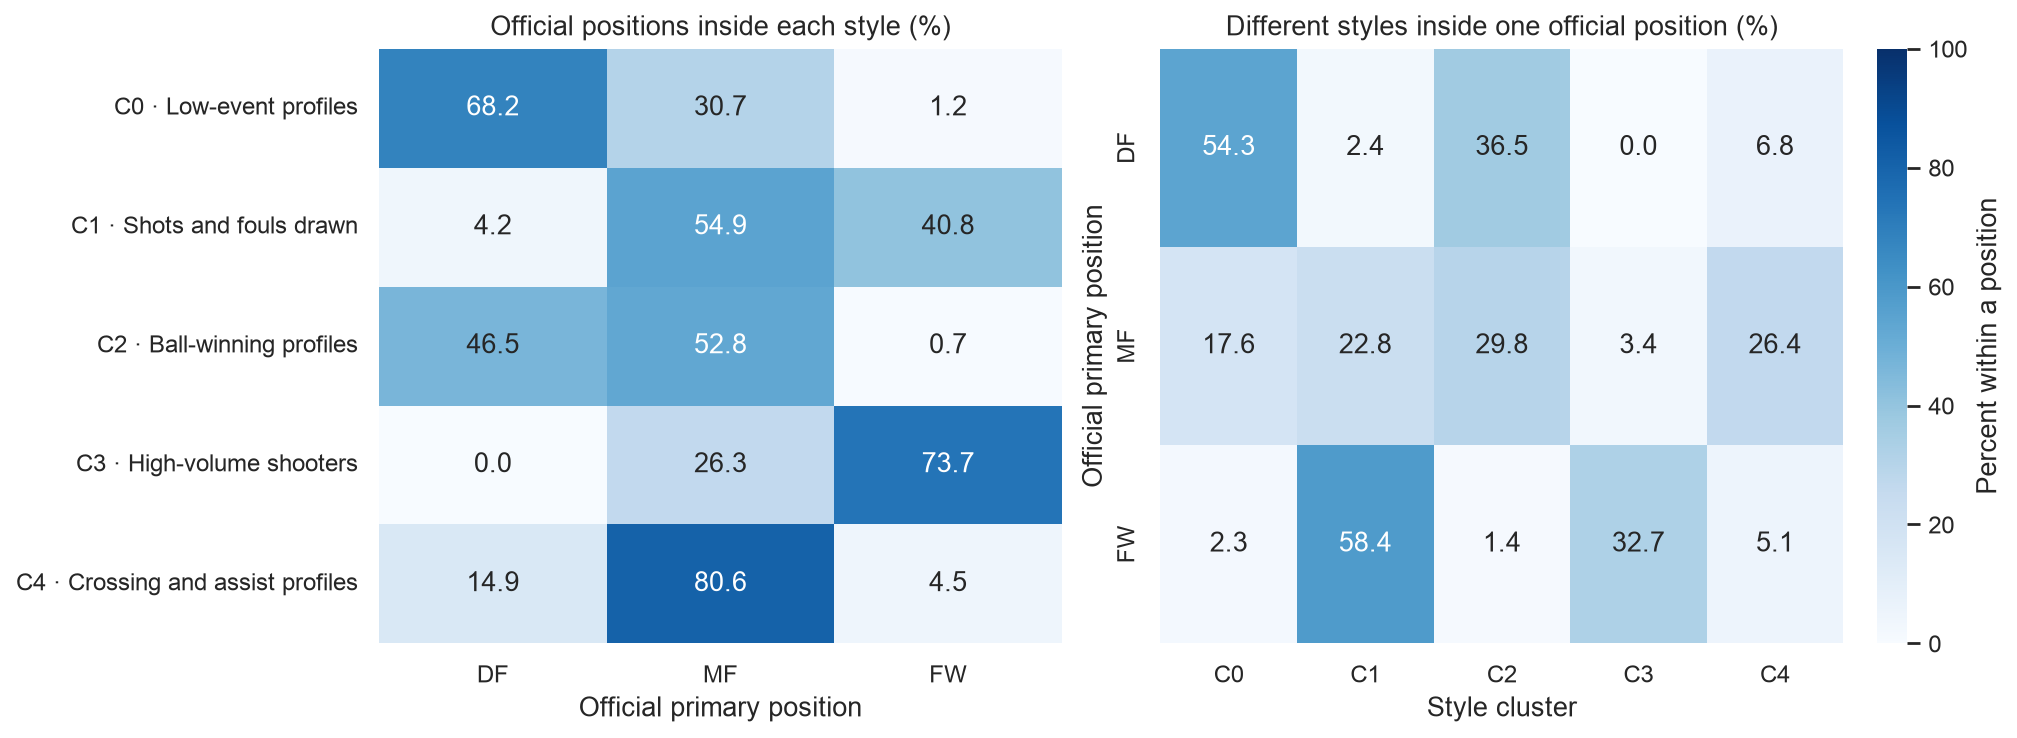 Official positions inside each style (%)
C0 · Low-event profiles 68.2 30.7 1.2
C1 · Shots and fouls drawn 4.2 54.9 40.8
C2 · Ball-winning profiles 46.5 52.8 0.7
C3 · High-volume shooters 0.0 26.3 73.7
C4 · Crossing and assist profiles 14.9 80.6 4.5
DF MF FW
Official primary position
Different styles inside one official position (%)
Official primary position
DF 54.3 2.4 36.5 0.0 6.8
MF 17.6 22.8 29.8 3.4 26.4
FW 2.3 58.4 1.4 32.7 5.1
C0 C1 C2 C3 C4
Style cluster
100
80
60
40
20
0
Percent within a position